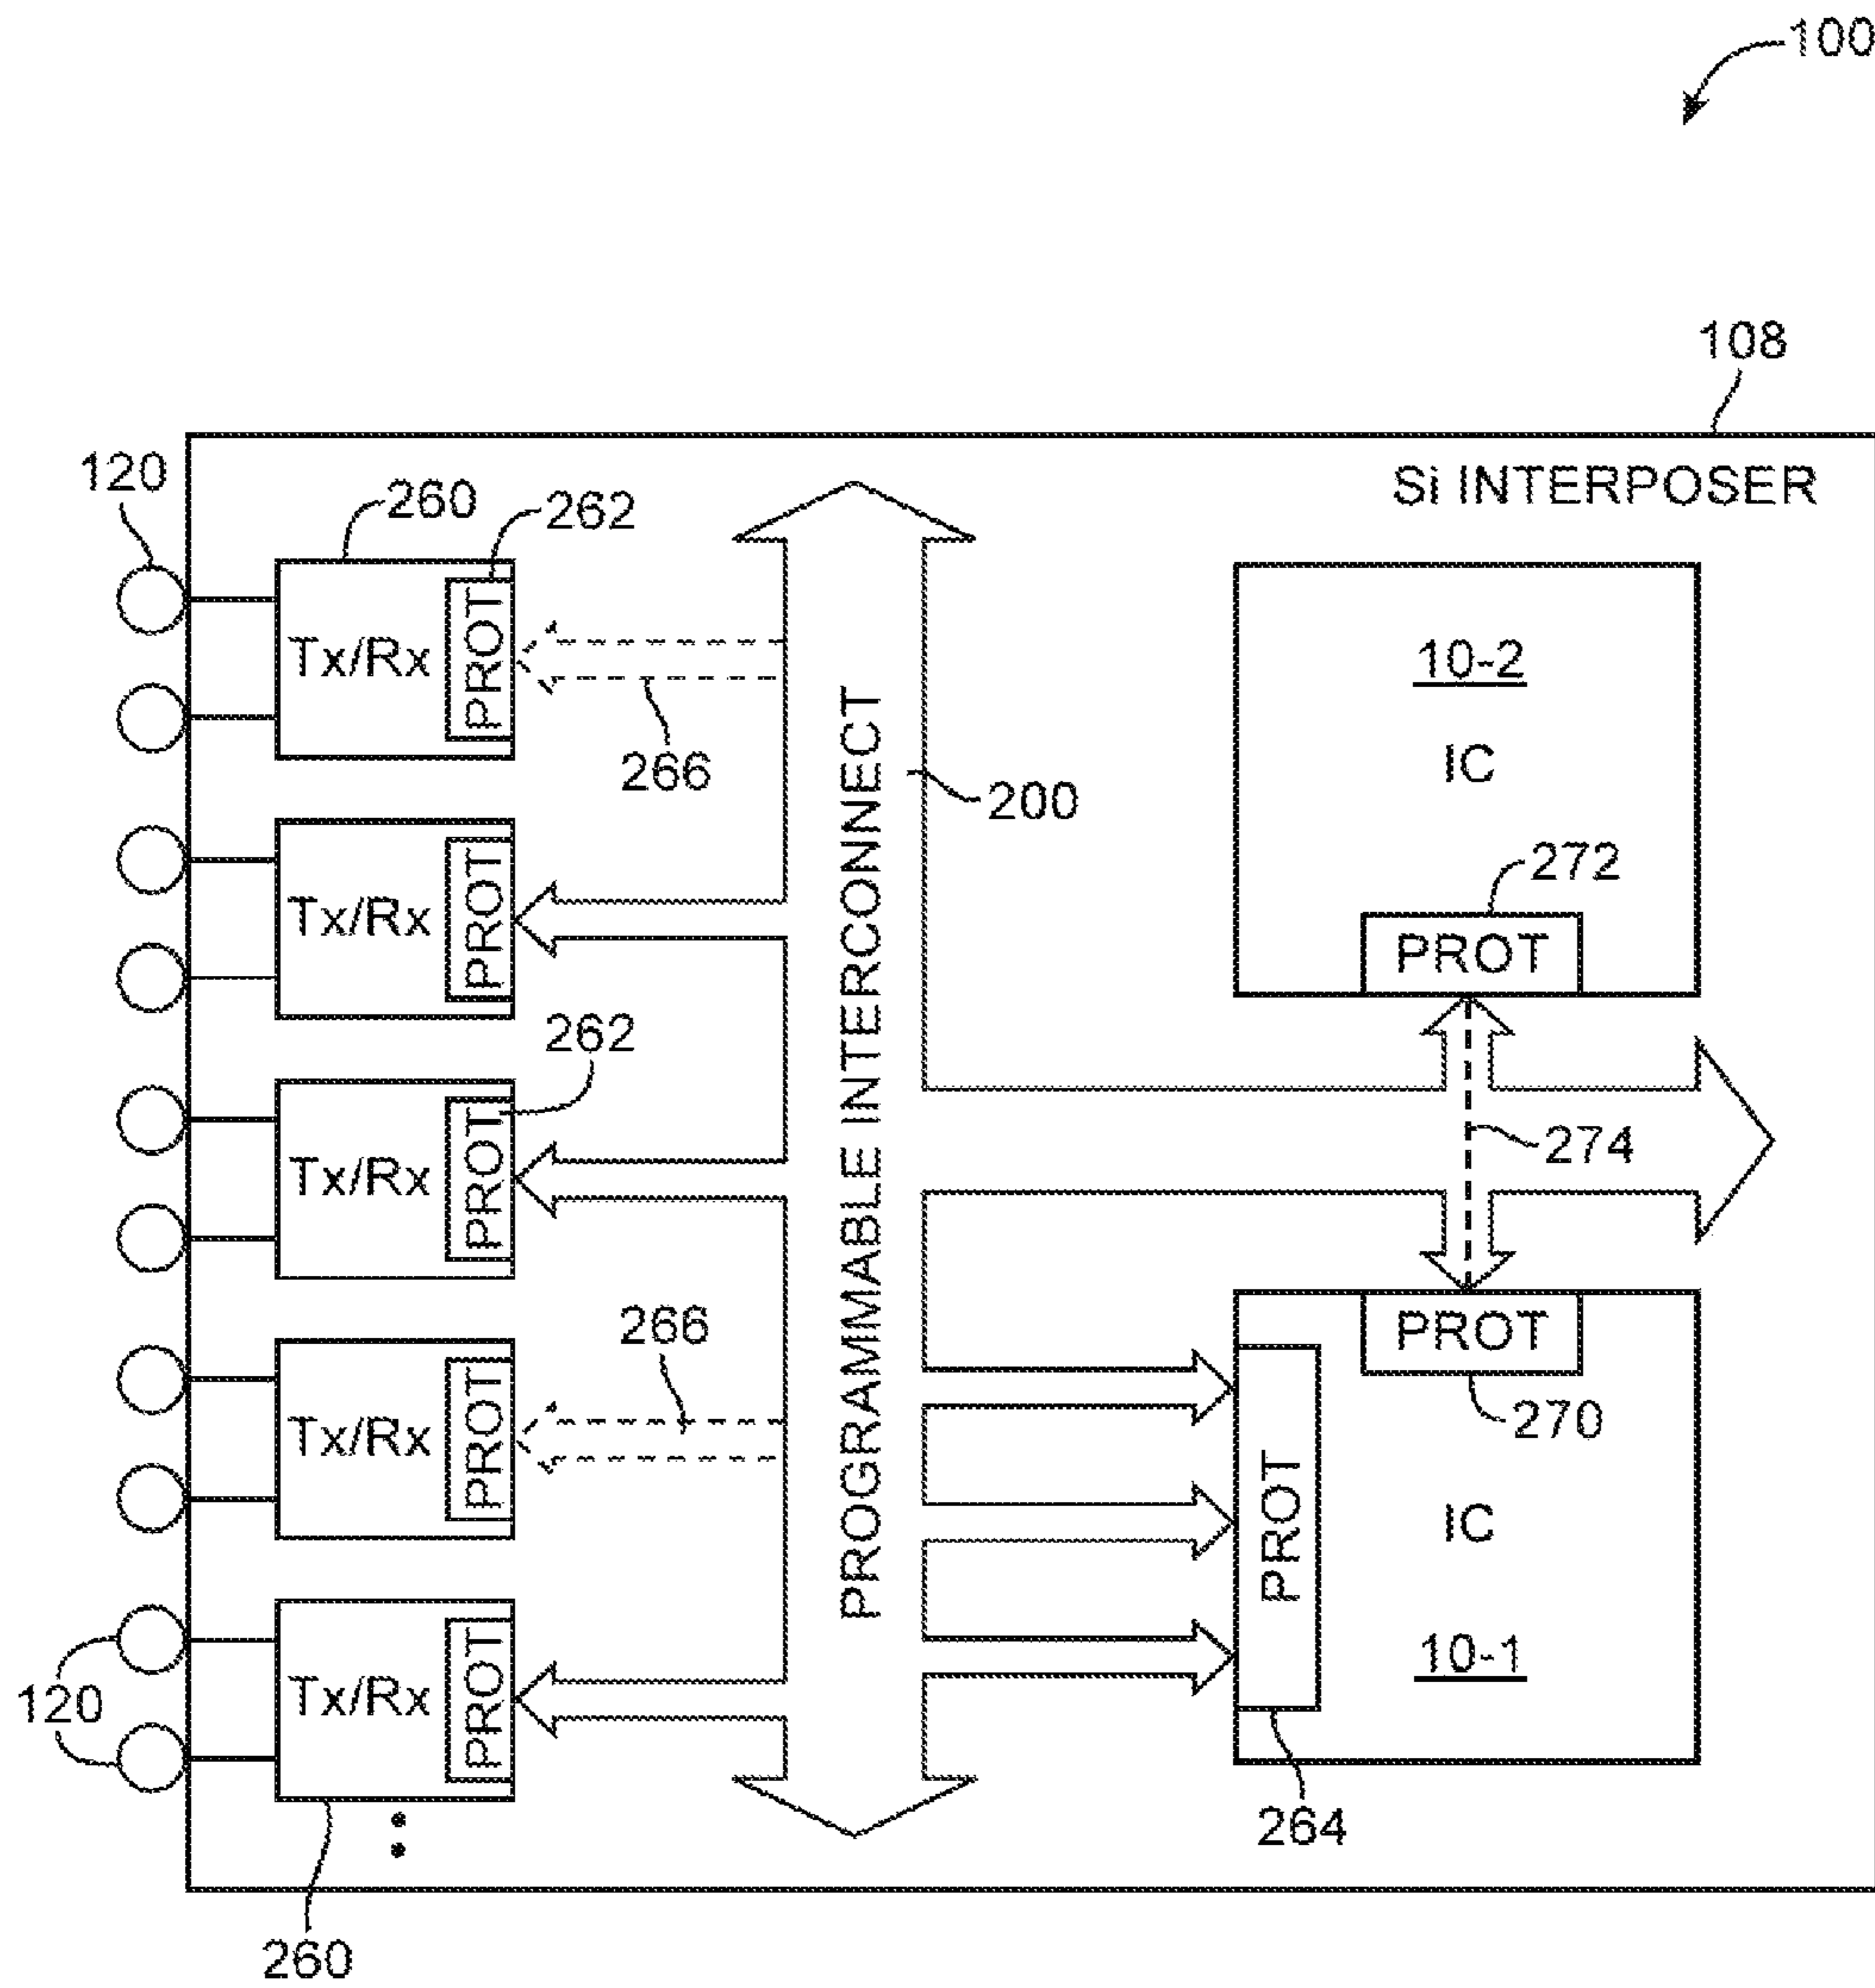 100
108
Si INTERPOSER
120
260
262
Tx/Rx
PROT
266
10-2
IC
200
272
PROT
Tx/Rx
PROT
262
274
Tx/Rx
PROT
PROGRAMMABLE INTERCONNECT
266
PROT
270
Tx/Rx
PROT
PROT
IC
10-1
Tx/Rx
PROT
120
264
260